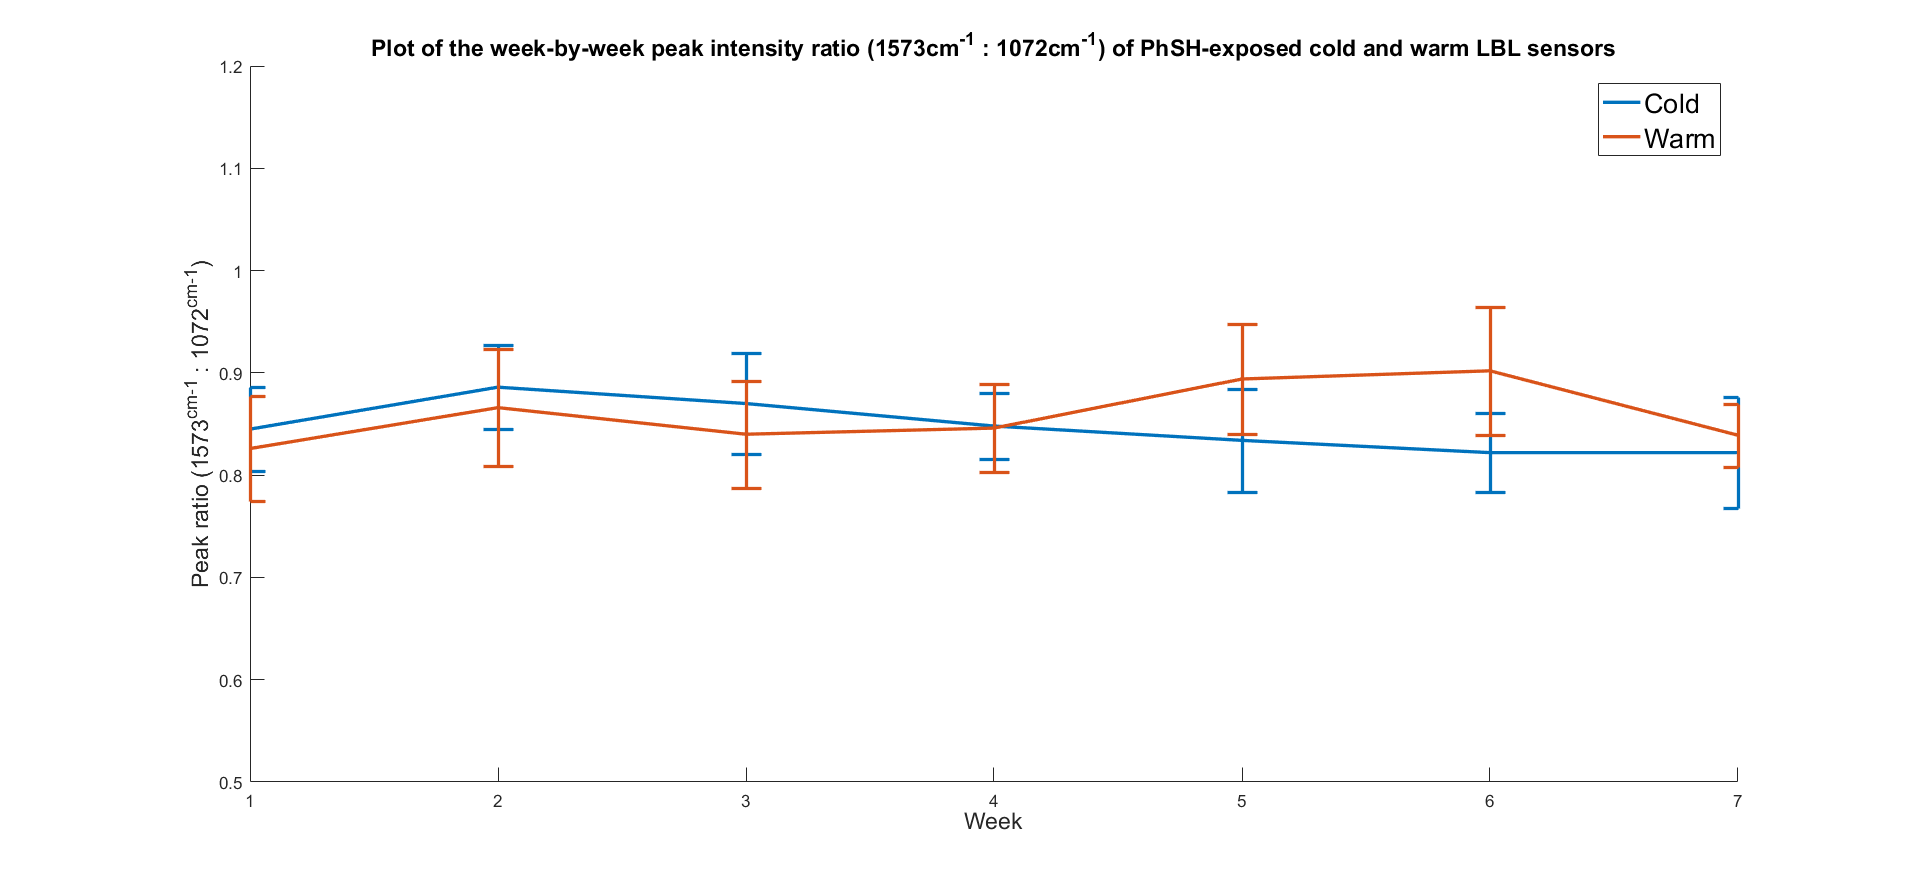 Plot of the week-by-week peak intensity ratio (1573cm-1 : 1072cm-1) of PhSH-exposed cold and warm LBL sensors
1.2
Cold
Warm
1.1
1
0.9
0.8
0.7
0.6
0.5
Peak ratio (1573cm-1 : 1072cm-1)
1 2 3 4 5 6 7
Week